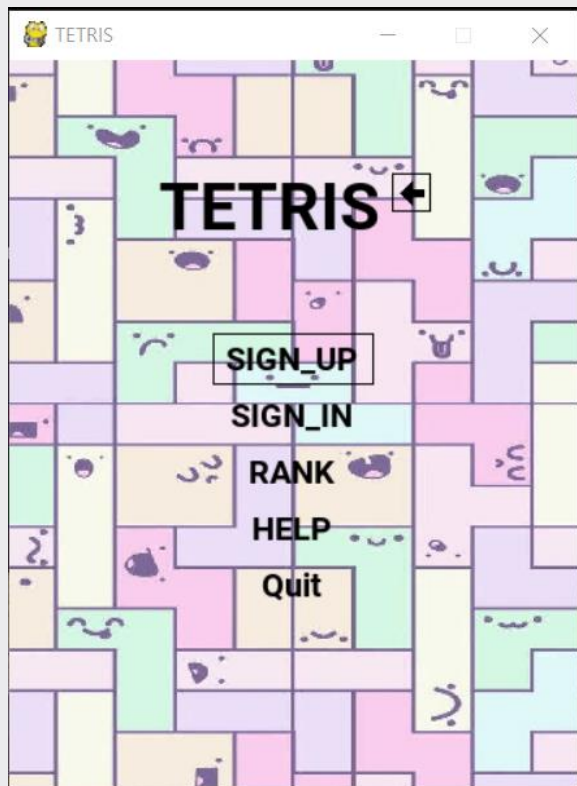 TETRIS
TETRIS
SIGN_UP
SIGN_IN
RANK
HELP
Quit